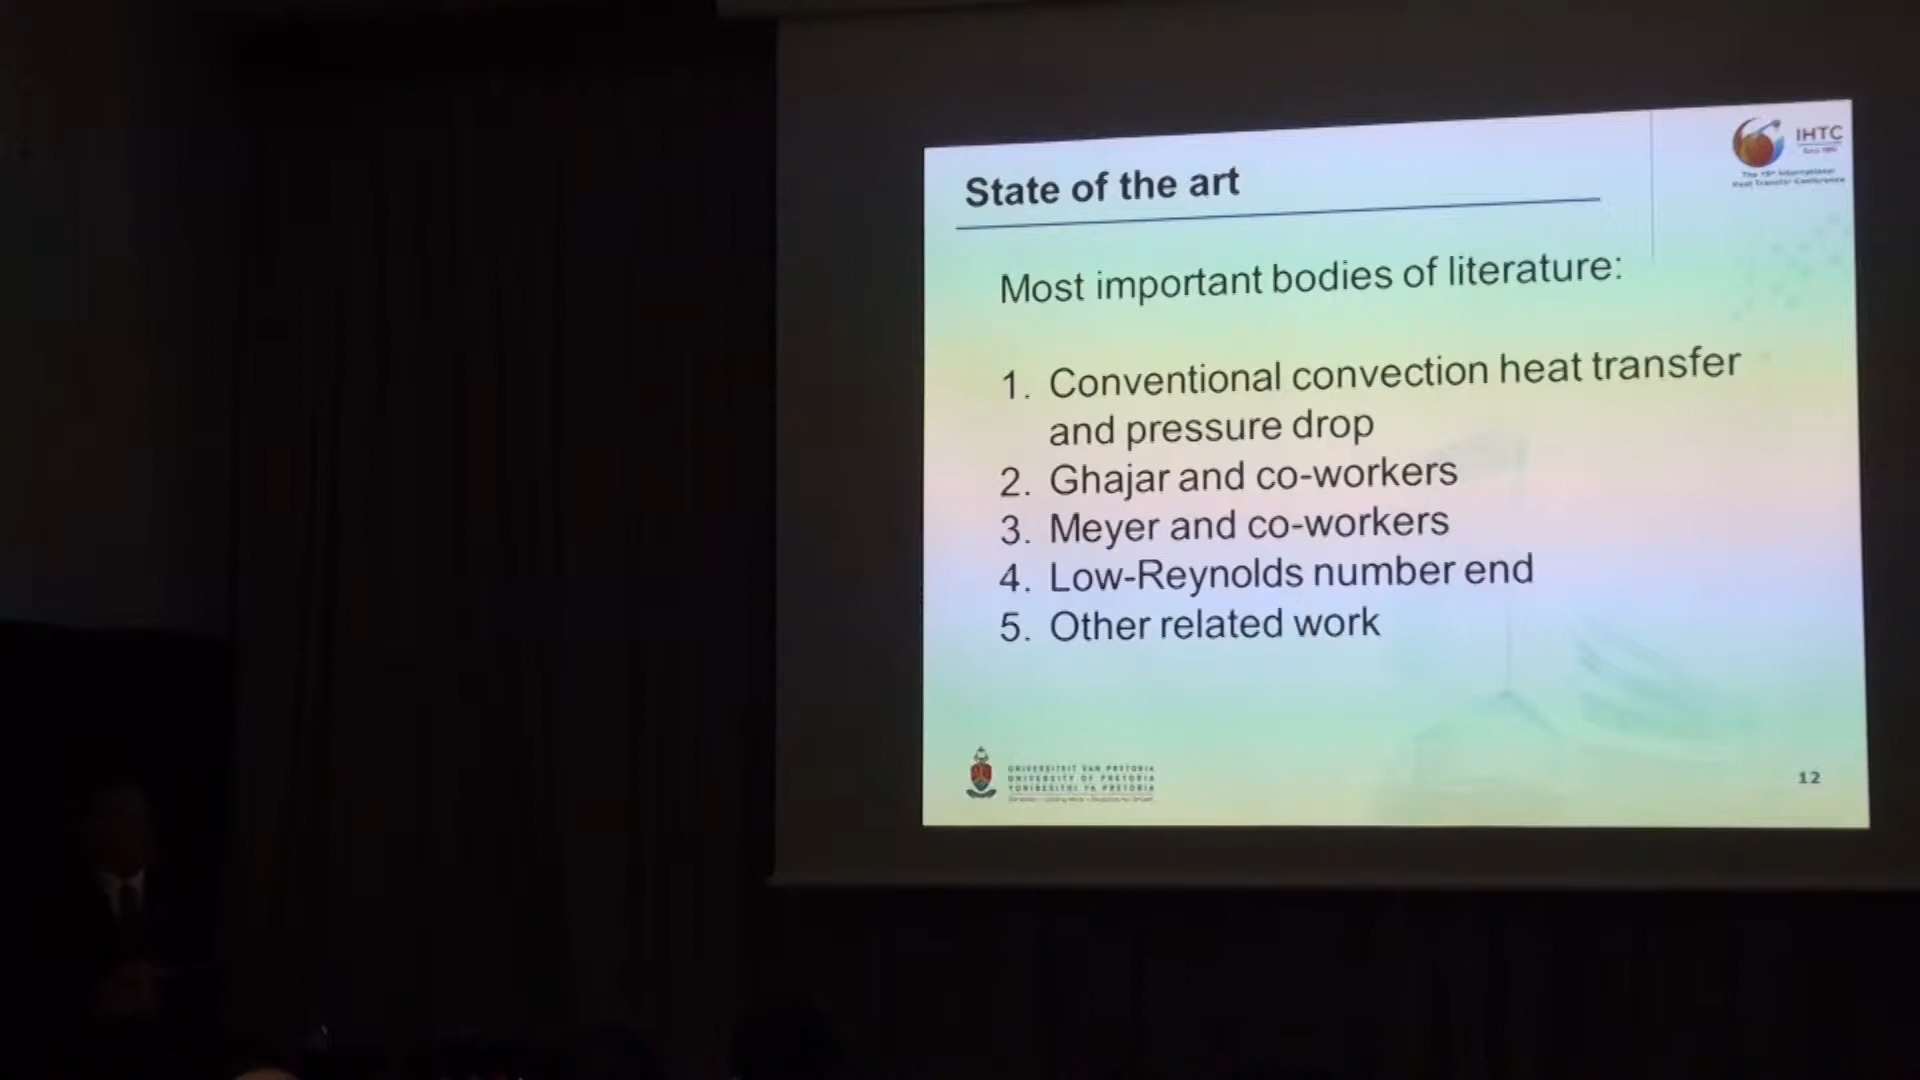 State of the art
IHTC
Most important bodies of literature:
1. Conventional convection heat transfer
and pressure drop
2. Ghajar and co-workers
3. Meyer and co-workers
4. Low-Reynolds number end
5. Other related work
UNIVERSITEIT VAN PRETORIA
UNIVERSITY OF PRETORIA
YUNIBESITHI YA PRETORIA
12